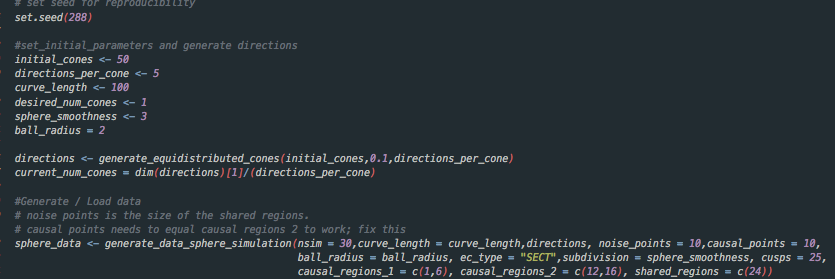 # set seed for reproducibility
set.seed(288)
#set_initial_parameters and generate directions
initial_cones <- 50
directions_per_cone <- 5
curve_length <- 100
desired_num_cones <- 1
sphere_smoothness <- 3
ball_radius = 2
directions <- generate_equidistributed_cones(initial_cones,0.1,directions_per_cone)
current_num_cones = dim(directions)[1]/(directions_per_cone)
#Generate / Load data
# noise points is the size of the shared regions.
# causal points needs to equal causal regions 2 to work; fix this
sphere_data <- generate_data_sphere_simulation(nsim = 30,curve_length = curve_length,directions, noise_points = 10,causal_points = 10,
ball_radius = ball_radius, ec_type = "SECT",subdivision = sphere_smoothness, cusps = 25,
causal_regions_1 = c(1,6), causal_regions_2 = c(12,16), shared_regions = c(24))